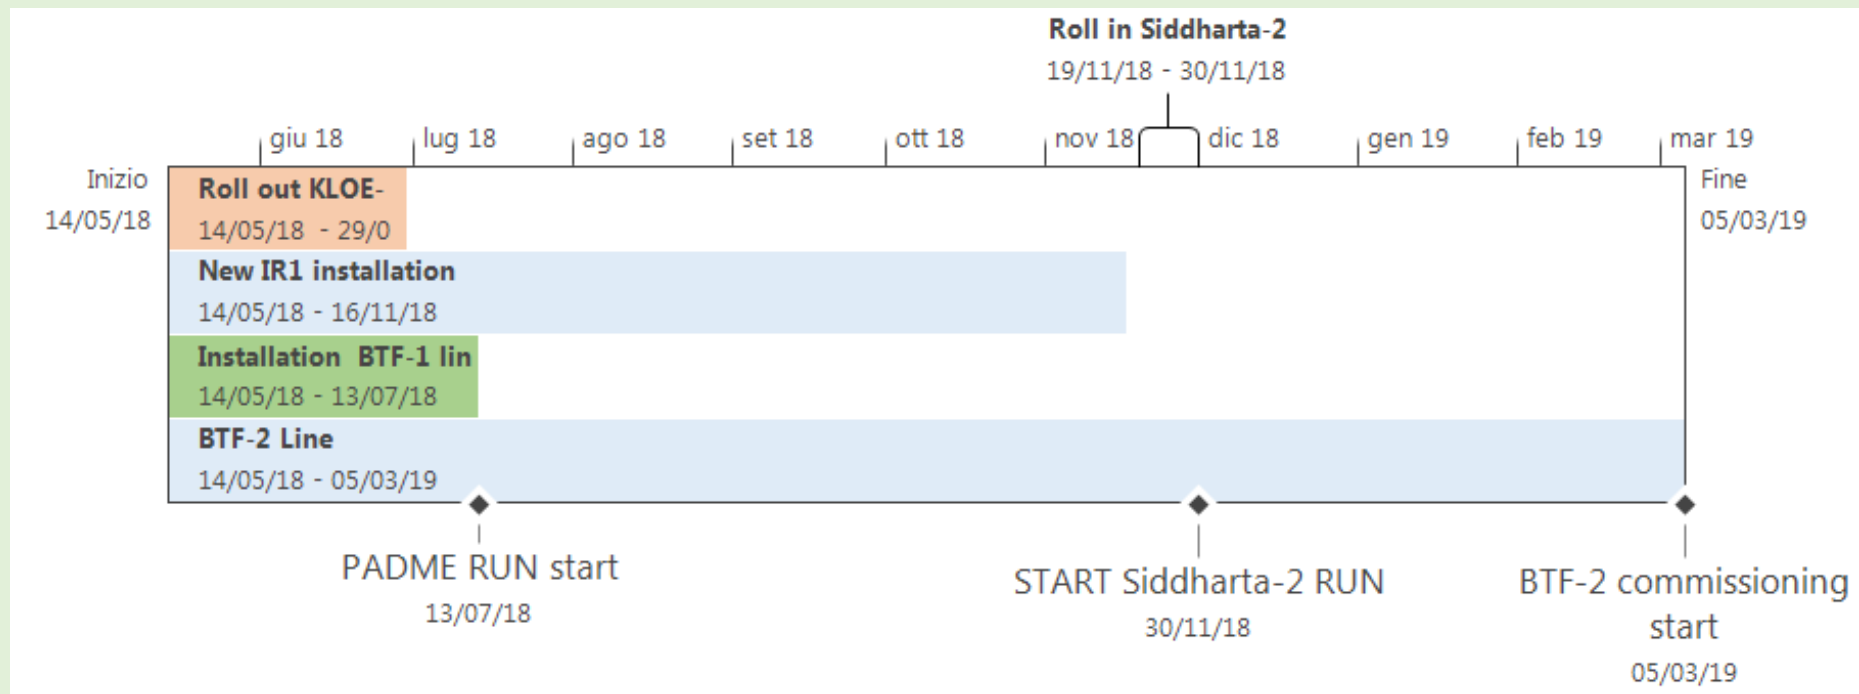 Roll in Siddharta-2
19/11/18 - 30/11/18
giu 18 lug 18 ago 18 set 18 ott 18 nov 18 dic 18 gen 19 feb 19 mar 19
Inizio
14/05/18
Fine
05/03/19
Roll out KLOE-
14/05/18 - 29/0
New IR1 installation
14/05/18 - 16/11/18
Installation BTF-1 lin
14/05/18 - 13/07/18
BTF-2 Line
14/05/18 - 05/03/19
PADME RUN start
13/07/18
START Siddharta-2 RUN
30/11/18
BTF-2 commissioning
start
05/03/19